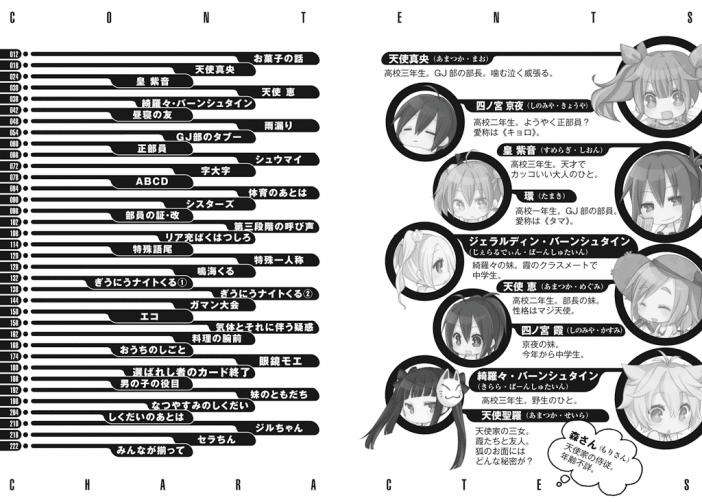 CONTENTS
012 お菓子の話
018 天使真央
024 皇 紫音
030 天使 恵
036 綺羅々・バーンシュタイン
042 昼寝の友
048 雨漏り
054 GJ部のタブー
060 正部員
066 シュウマイ
072 字大字
078 ABCD
084 体育のあとは
090 シスターズ
096 部員の証・改
102 第三段階の呼び声
108 リア充ばくはつしろ
114 特殊語尾
120 特殊一人称
126 鳴海くる
132 ぎうにうナイトくる①
138 ぎうにうナイトくる②
144 ガマン大会
150 エコ
156 気体とそれに伴う疑惑
162 料理の腕前
168 おうちのしごと
174 眼鏡モエ
180 選ばれし者のカード終了
186 男の子の役目
192 妹のともだち
198 なつやすみのしくだい
204 しくだいのあとは
210 ジルちゃん
216 セラちん
222 みんなが揃って
天使真央（あまつか・まお）
高校三年生。GJ部の部長。噛む泣く威張る。
四ノ宮 京夜（しのみや・きょうや）
高校二年生。ようやく正部員？
愛称は《キョロ》。
皇 紫音（すめらぎ・しおん）
高校三年生。天才で
カッコいい大人のひと。
環（たまき）
高校一年生。GJ部の部員。
愛称は《タマ》。
ジェラルディン・バーンシュタイン
（じぇらるでぃん・ばーんしゅたいん）
綺羅々の妹。霞のクラスメートで
中学生。
天使 恵（あまつか・めぐみ）
高校二年生。部長の妹。
性格はマジ天使。
四ノ宮 霞（しのみや・かすみ）
京夜の妹。
今年から中学生。
綺羅々・バーンシュタイン
（きらら・ばーんしゅたいん）
高校三年生。野生のひと。
天使聖羅（あまつか・せいら）
天使家の三女。
霞たちと友人。
狐のお面には
どんな秘密が？
森さん（もりさん）
天使家の侍従。
年齢不詳。
CHARACTERS